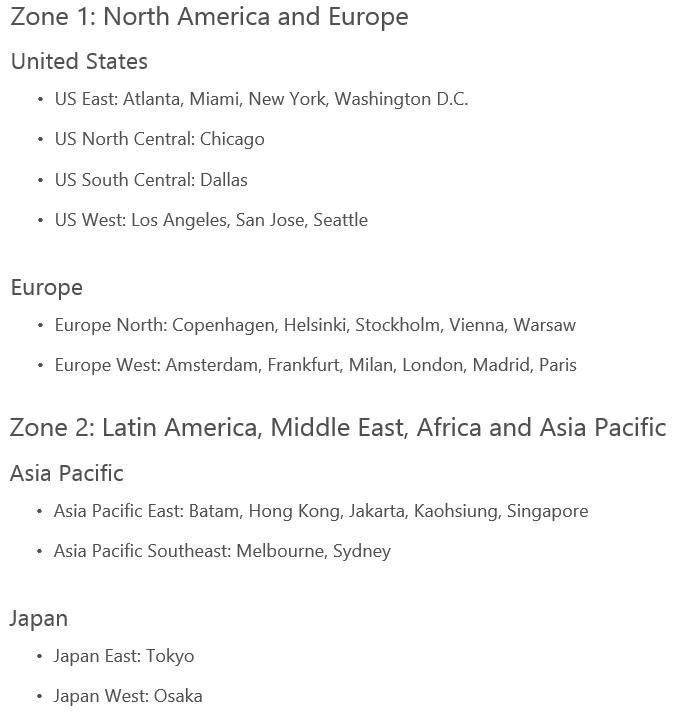 Zone 1: North America and Europe
United States
• US East: Atlanta, Miami, New York, Washington D.C.
• US North Central: Chicago
• US South Central: Dallas
• US West: Los Angeles, San Jose, Seattle
Europe
• Europe North: Copenhagen, Helsinki, Stockholm, Vienna, Warsaw
• Europe West: Amsterdam, Frankfurt, Milan, London, Madrid, Paris
Zone 2: Latin America, Middle East, Africa and Asia Pacific
Asia Pacific
• Asia Pacific East: Batam, Hong Kong, Jakarta, Kaohsiung, Singapore
• Asia Pacific Southeast: Melbourne, Sydney
Japan
• Japan East: Tokyo
• Japan West: Osaka